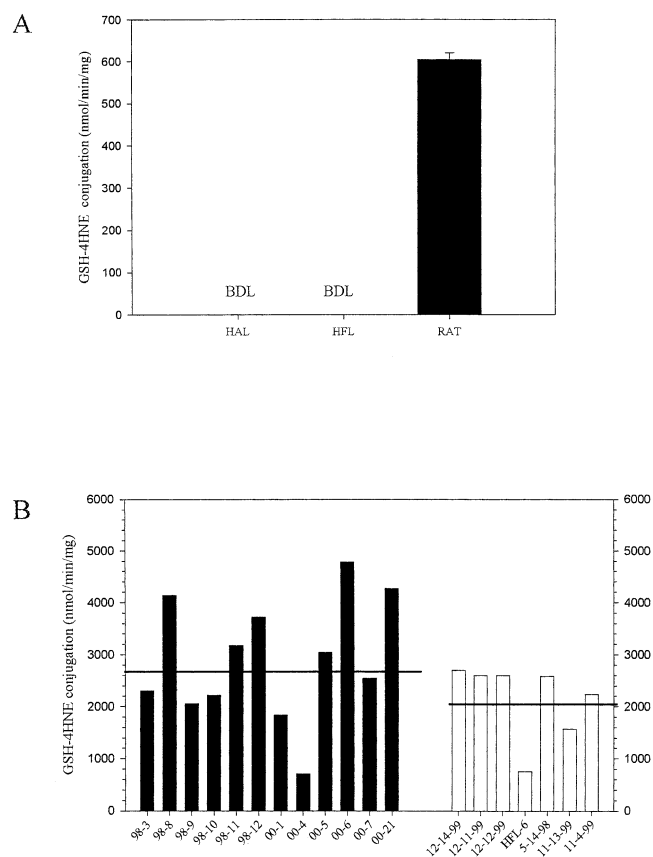 A
GSH-4HNE conjugation (nmol/min/mg)
700
600
500
400
300
200
100
0
BDL BDL
HAL HFL RAT
B
GSH-4HNE conjugation (nmol/min/mg)
6000 6000
5000 5000
4000 4000
3000 3000
2000 2000
1000 1000
0 0
98-3 98-8 98-9 98-10 98-11 98-12 00-1 00-4 00-5 00-6 00-7 00-21 12-14-99 12-11-99 12-12-99 HFL-6 5-14-98 11-13-99 11-4-99